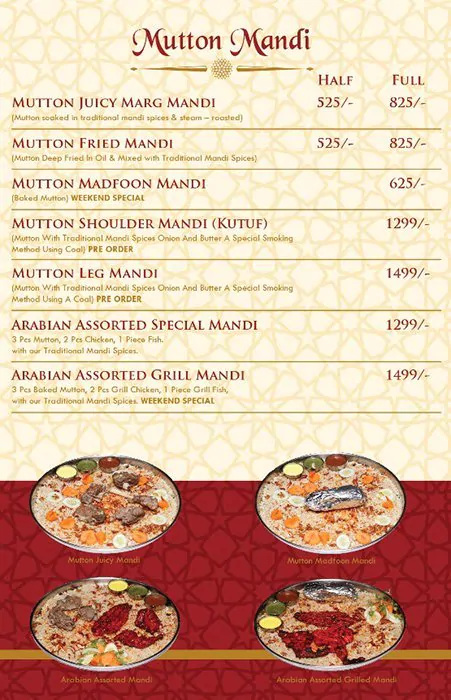 Mutton Mandi
HALF FULL
MUTTON JUICY MARG MANDI 525/- 825/-
(Mutton soaked in traditional mandi spices & steam – roasted)
MUTTON FRIED MANDI 525/- 825/-
(Mutton Deep Fried In Oil & Mixed with Traditional Mandi Spices)
MUTTON MADFOON MANDI 625/-
(Baked Mutton) WEEKEND SPECIAL
MUTTON SHOULDER MANDI (KUTUF) 1299/-
(Mutton With Traditional Mandi Spices Onion And Butter A Special Smoking
Method Using Coal) PRE ORDER
MUTTON LEG MANDI 1499/-
(Mutton With Traditional Mandi Spices Onion And Butter A Special Smoking
Method Using A Coal) PRE ORDER
ARABIAN ASSORTED SPECIAL MANDI 1299/-
3 Pcs Mutton, 2 Pcs Chicken, 1 Piece Fish.
with our Traditional Mandi Spices.
ARABIAN ASSORTED GRILL MANDI 1499/-
3 Pcs Baked Mutton, 2 Pcs Grill Chicken, 1 Piece Grill Fish,
with our Traditional Mandi Spices. WEEKEND SPECIAL
Mutton Juicy Mandi
Mutton Madfoon Mandi
Arabian Assorted Mandi
Arabian Assorted Grilled Mandi